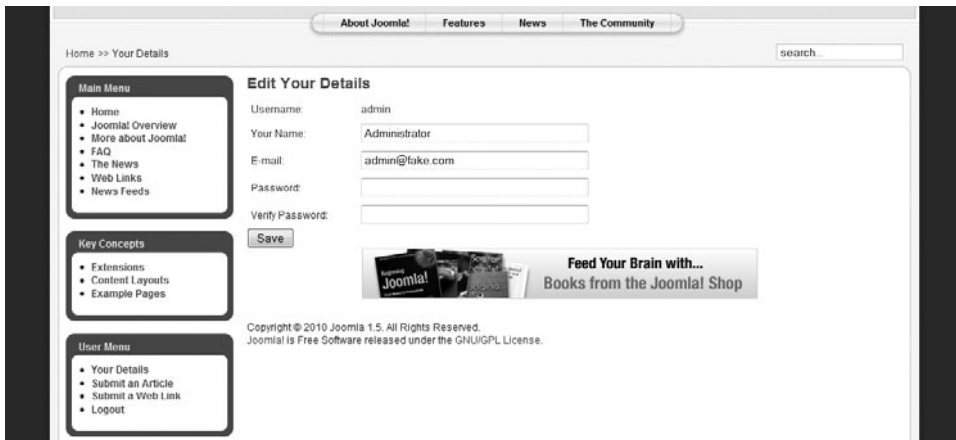 About Joomla! Features News The Community
Home >> Your Details
search...
Main Menu
Home
Joomla! Overview
More about Joomla!
FAQ
The News
Web Links
News Feeds
Key Concepts
Extensions
Content Layouts
Example Pages
User Menu
Your Details
Submit an Article
Submit a Web Link
Logout
Edit Your Details
Username: admin
Your Name: Administrator
E-mail: admin@fake.com
Password:
Verify Password:
Save
Beginning
Joomla!
Feed Your Brain with...
Books from the Joomla! Shop
Copyright © 2010 Joomla 1.5. All Rights Reserved.
Joomla! is Free Software released under the GNU/GPL License.